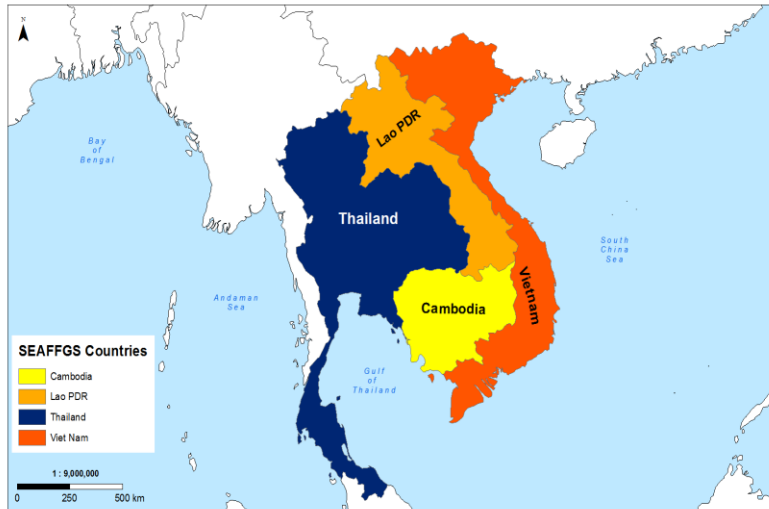 N
Lao PDR
Bay
of
Bengal
Thailand
South
China
Sea
Vietnam
Andaman
Sea
Cambodia
Gulf
of
Thailand
SEAFFGS Countries
Cambodia
Lao PDR
Thailand
Viet Nam
1 : 9,000,000
0 250 500 km